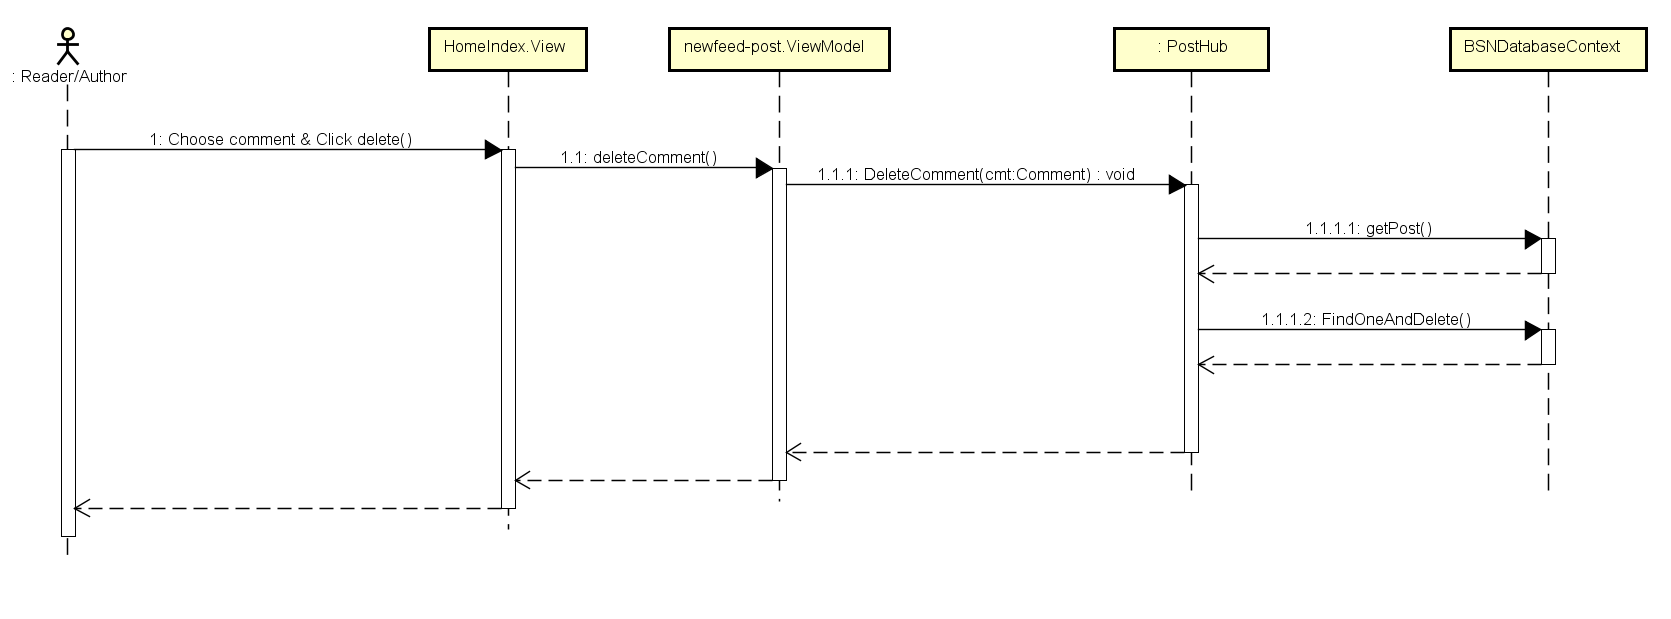 HomeIndex.View
newfeed-post.ViewModel
: PostHub
BSNDatabaseContext
: Reader/Author
1: Choose comment & Click delete()
1.1: deleteComment()
1.1.1: DeleteComment(cmt:Comment) : void
1.1.1.1: getPost()
1.1.1.2: FindOneAndDelete()